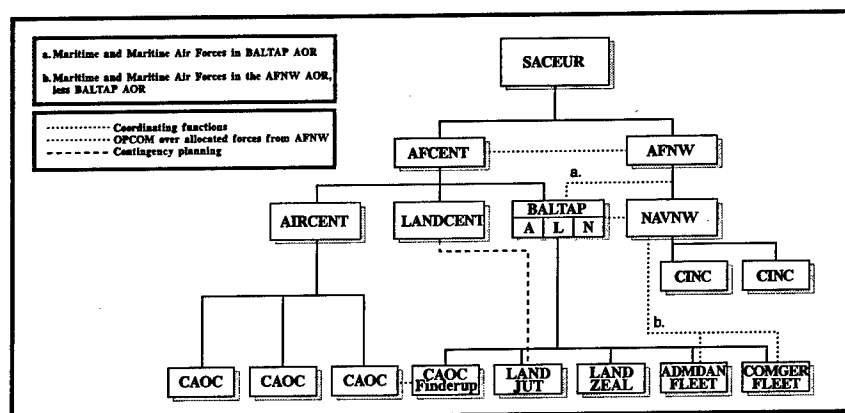 a. Maritime and Maritine Air Forces in BALTAP AOR
b. Maritime and Maritine Air Forces in the AFNW AOR,
less BALTAP AOR
Coordinating functions
OPCOM over allocated forces from AFNW
Contingency planning
SACEUR
AFCENT
AFNW
a.
AIRCENT
LANDCENT
BALTAP
A L N
NAVNW
CINC
CINC
b.
CAOC
CAOC
CAOC
CAOC
Finderup
LAND
JUT
LAND
ZEAL
ADMDAN
FLEET
COMGER
FLEET